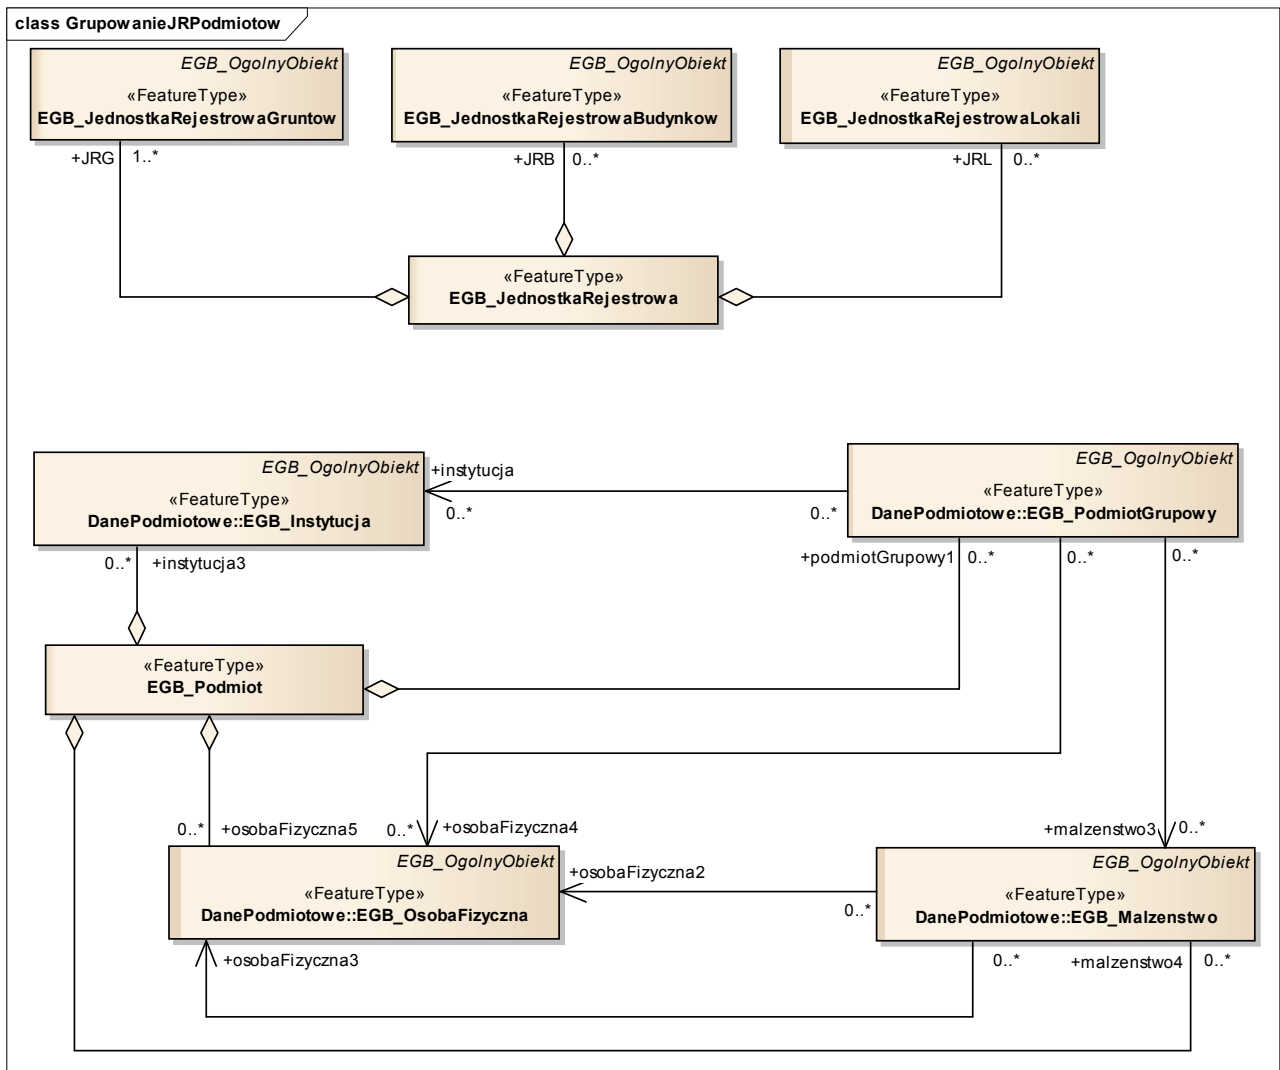 class GrupowanieJRPodmiotow
EGB_OgolnyObiekt
«FeatureType»
EGB_JednostkaRejestrowaGruntow
EGB_OgolnyObiekt
«FeatureType»
EGB_JednostkaRejestrowaBudynkow
EGB_OgolnyObiekt
«FeatureType»
EGB_JednostkaRejestrowaLokali
+JRG 1..*
+JRB 0..*
+JRL 0..*
«FeatureType»
EGB_JednostkaRejestrowa
EGB_OgolnyObiekt
«FeatureType»
DanePodmiotowe::EGB_Instytucja
+instytucja
0..*
0..*
EGB_OgolnyObiekt
«FeatureType»
DanePodmiotowe::EGB_PodmiotGrupowy
0..* +instytucja3
+podmiotGrupowy1 0..*
0..*
0..*
«FeatureType»
EGB_Podmiot
0..* +osobaFizyczna5
0..* +osobaFizyczna4
+malzenstwo3 0..*
EGB_OgolnyObiekt
«FeatureType»
DanePodmiotowe::EGB_OsobaFizyczna
+osobaFizyczna2
0..*
EGB_OgolnyObiekt
«FeatureType»
DanePodmiotowe::EGB_Malzenstwo
+osobaFizyczna3
0..*
+malzenstwo4 0..*